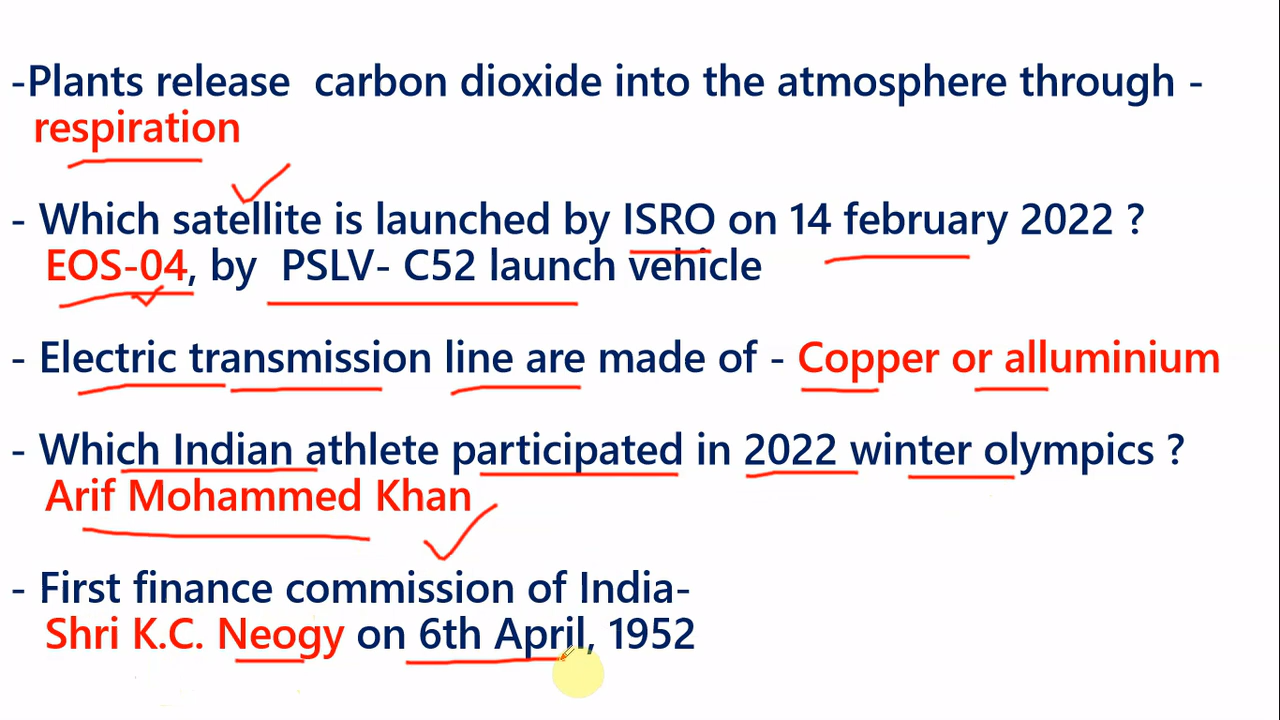 -Plants release  carbon dioxide into the atmosphere through -
respiration
- Which satellite is launched by ISRO on 14 february 2022 ?
EOS-04, by  PSLV- C52 launch vehicle
- Electric transmission line are made of - Copper or alluminium
- Which Indian athlete participated in 2022 winter olympics ?
Arif Mohammed Khan
- First finance commission of India-
Shri K.C. Neogy on 6th April, 1952